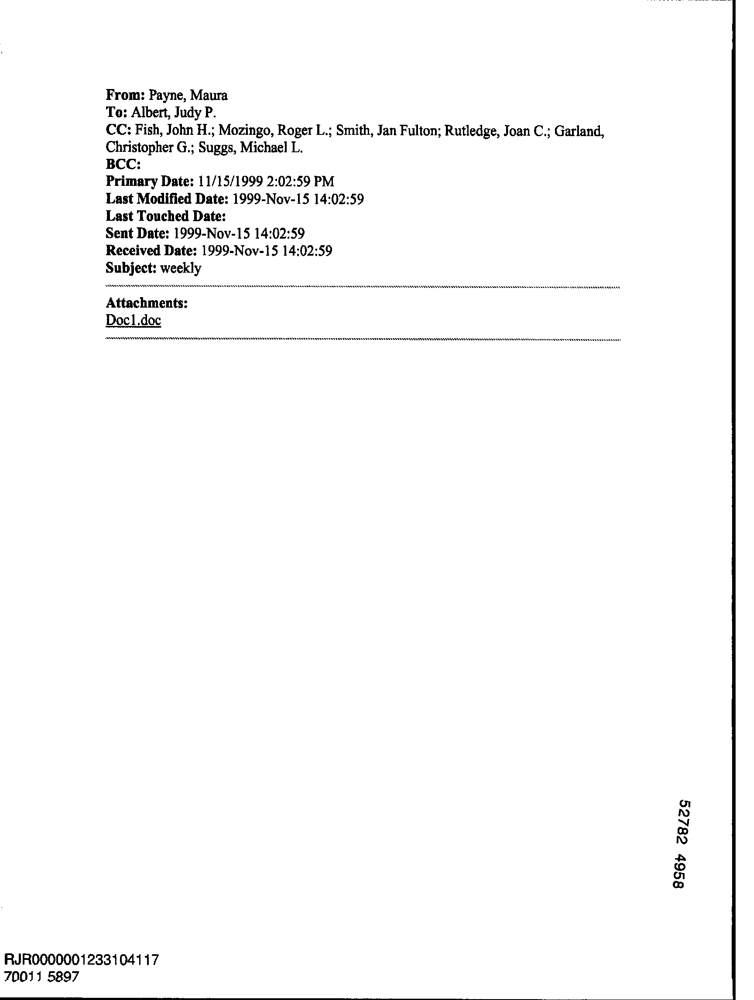 From: Payne, Maura
To: Albert, Judy P.
CC: Fish, John H.; Mozingo, Roger L.; Smith, Jan Fulton; Rutledge, Joan C.; Garland,
Christopher G.; Suggs, Michael L.
BCC:
Primary Date: 11/15/1999 2:02:59 PM
Last Modified Date: 1999-Nov-15 14:02:59
Last Touched Date:
Sent Date: 1999-Nov-15 14:02:59
Received Date: 1999-Nov-15 14:02:59
Subject: weekly
Attachments:
Doc1.doc
52782 4958
RJR0000001233104117
70011 5897